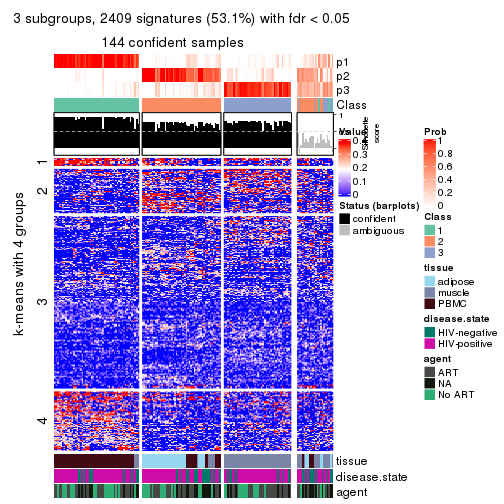 3 subgroups, 2409 signatures (53.1%) with fdr < 0.05
144 confident samples
p1
p2
p3
Class
1
Silhouette
score
k-means with 4 groups
1
2
3
4
Value
0.3
0.2
0.1
0
Status (barplots)
confident
ambiguous
Prob
1
0.8
0.6
0.4
0.2
0
Class
1
2
3
tissue
adipose
muscle
PBMC
disease.state
HIV-negative
HIV-positive
agent
ART
NA
No ART
tissue
disease.state
agent